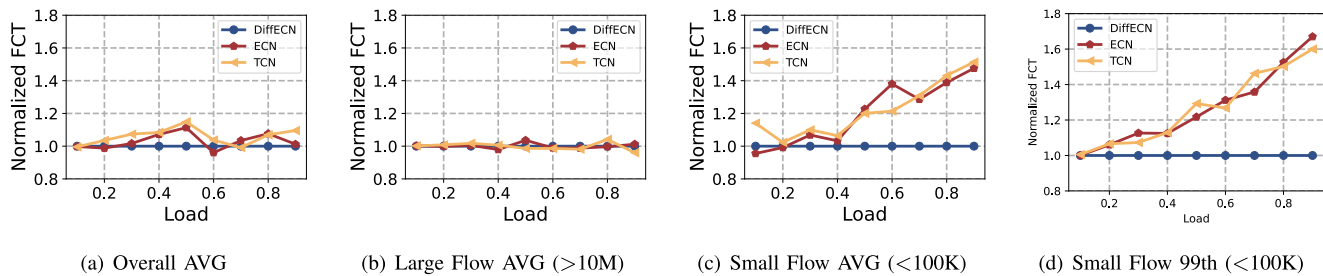 Normalized FCT
1.8
1.6
1.4
1.2
1.0
0.8
0.2 0.4 0.6 0.8
Load
DiffECN
ECN
TCN
(a) Overall AVG
Normalized FCT
1.8
1.6
1.4
1.2
1.0
0.8
0.2 0.4 0.6 0.8
Load
DiffECN
ECN
TCN
(b) Large Flow AVG (>10M)
Normalized FCT
1.8
1.6
1.4
1.2
1.0
0.8
0.2 0.4 0.6 0.8
Load
DiffECN
ECN
TCN
(c) Small Flow AVG (<100K)
Normalized FCT
1.8
1.6
1.4
1.2
1.0
0.8
0.2 0.4 0.6 0.8
Load
DiffECN
ECN
TCN
(d) Small Flow 99th (<100K)